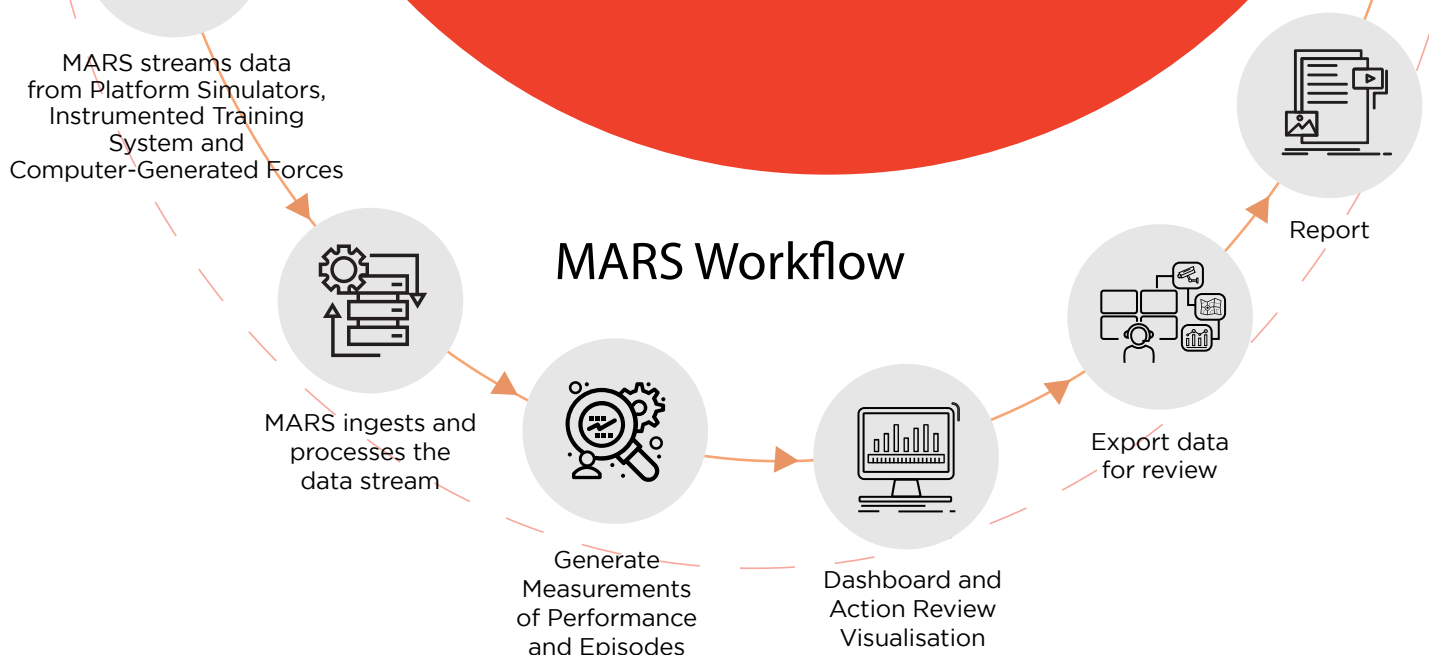 MARS streams data
from Platform Simulators,
Instrumented Training
System and
Computer-Generated Forces
MARS Workflow
MARS ingests and
processes the
data stream
Generate
Measurements
of Performance
and Episodes
Dashboard and
Action Review
Visualisation
Export data
for review
Report